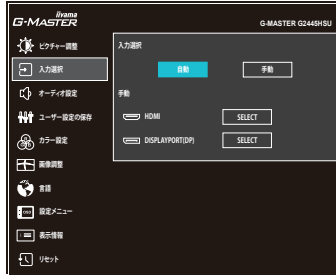 iiyama
G-MASTER
G-MASTER G2445HSU
ピクチャー調整
入力選択
オーディオ設定
ユーザー設定の保存
カラー設定
画像調整
言語
設定メニュー
表示情報
リセット
入力選択
自動 手動
手動
HDMI SELECT
DISPLAYPORT(DP) SELECT
OSD